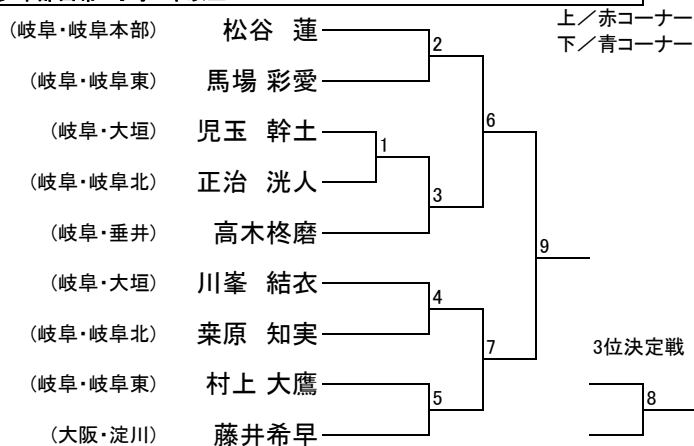 上／赤コーナー
下／青コーナー
(岐阜・岐阜本部) 松谷 蓮
(岐阜・岐阜東) 馬場 彩愛
(岐阜・大垣) 児玉 幹土
(岐阜・岐阜北) 正治 洸人
(岐阜・垂井) 高木柊磨
(岐阜・大垣) 川峯 結衣
(岐阜・岐阜北) 桒原 知実
(岐阜・岐阜東) 村上 大鷹
(大阪・淀川) 藤井希早
2
1
3
6
4
5
7
9
3位決定戦
8